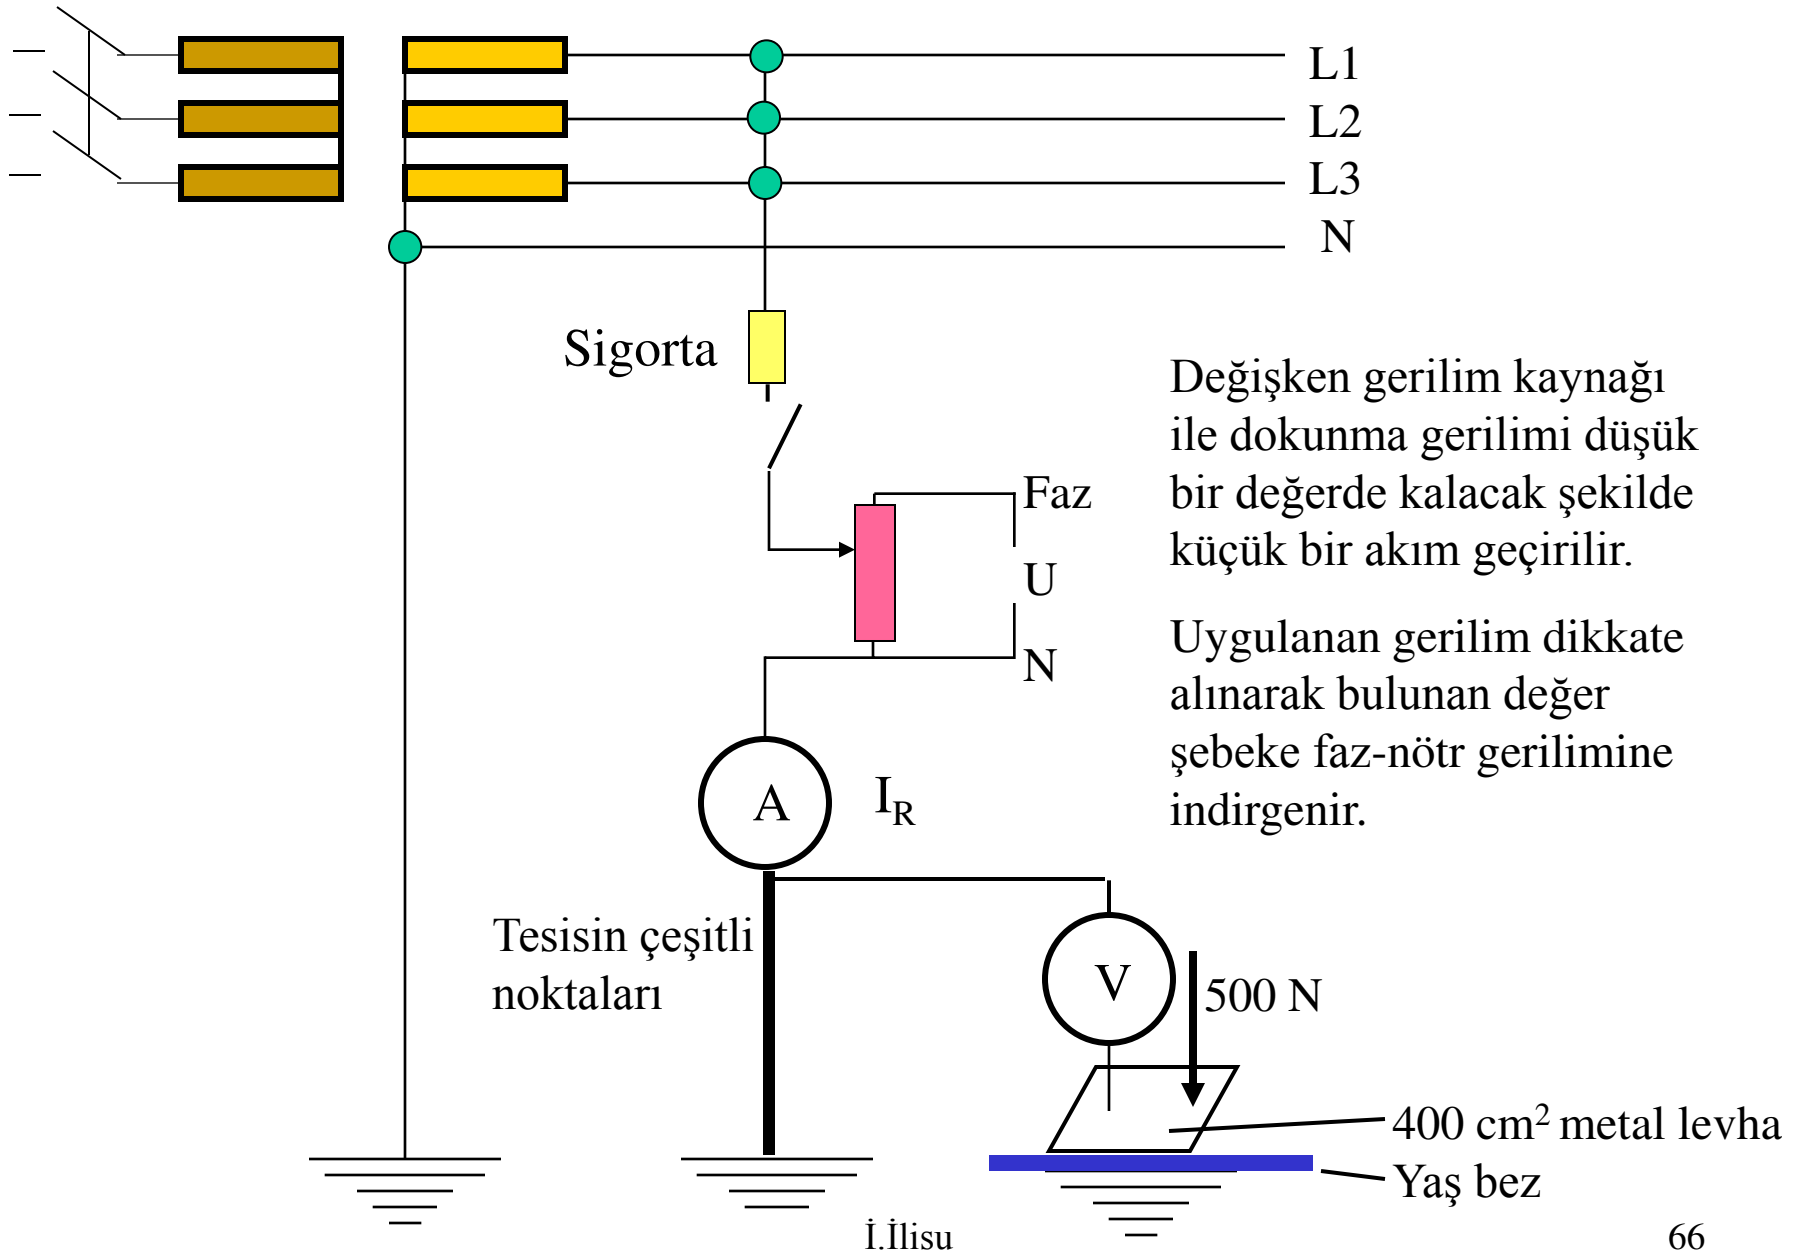 L1
L2
L3
N
Sigorta
Değişken gerilim kaynağı
ile dokunma gerilimi düşük
bir değerde kalacak şekilde
küçük bir akım geçirilir.
Faz
U
N
Uygulanan gerilim dikkate
alınarak bulunan değer
şebeke faz-nötr gerilimine
indirgenir.
A
I_R
Tesisin çeşitli
noktaları
V
500 N
400 cm² metal levha
Yaş bez
İ.İlisu
66